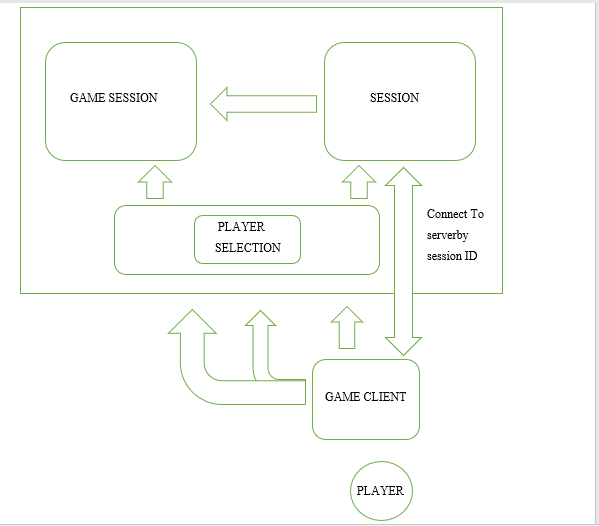 GAME SESSION
SESSION
PLAYER
SELECTION
Connect To
serverby
session ID
GAME CLIENT
PLAYER